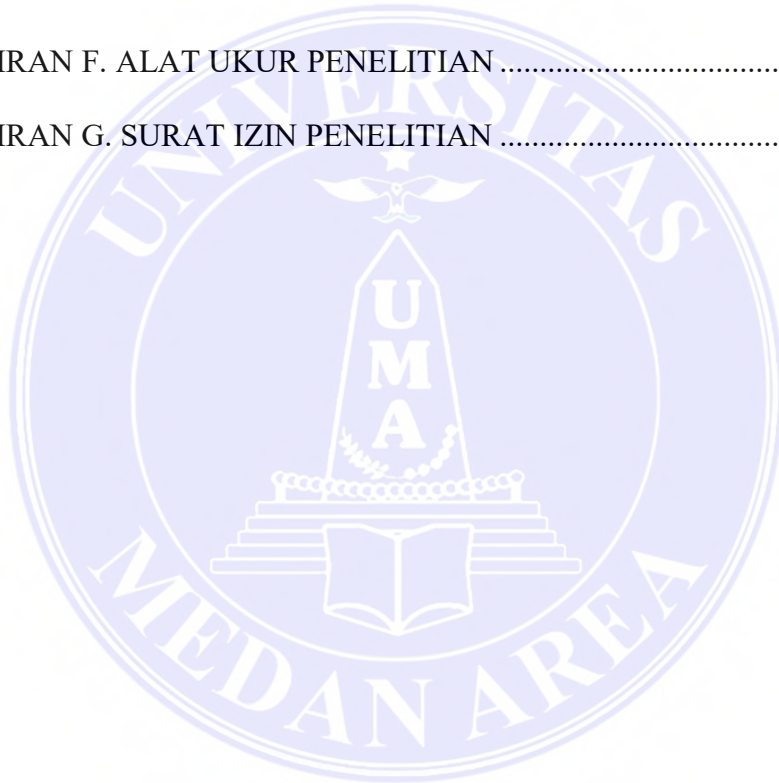 IRAN F. ALAT UKUR PENELITIAN ...................................
IRAN G. SURAT IZIN PENELITIAN ...................................
UNIVERSITAS
UMA
MEDAN AREA